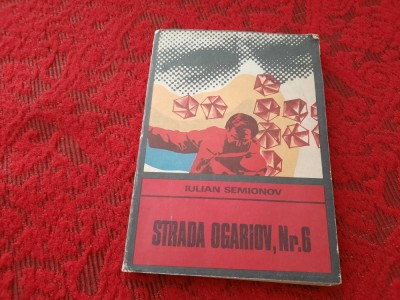 IULIAN SEMIONOV
STRADA OGARIOV, Nr.6